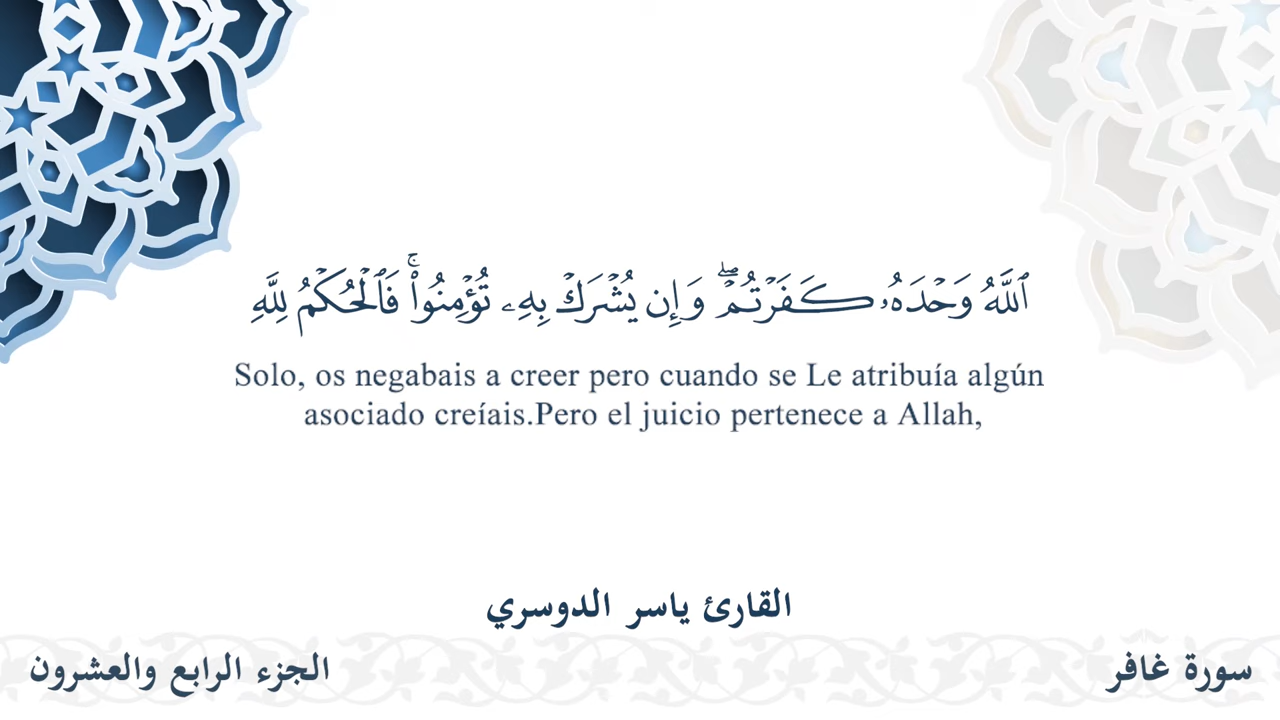 ٱللَّهُ وَحْدَهُۥ كَفَرْتُمْ ۖ وَإِن يُشْرَكْ بِهِۦ تُؤْمِنُوا۟ ۚ فَٱلْحُكْمُ لِلَّهِ
Solo, os negabais a creer pero cuando se Le atribuía algún
asociado creíais.Pero el juicio pertenece a Allah,
القارئ ياسر الدوسري
سورة غافر
الجزء الرابع والعشرون